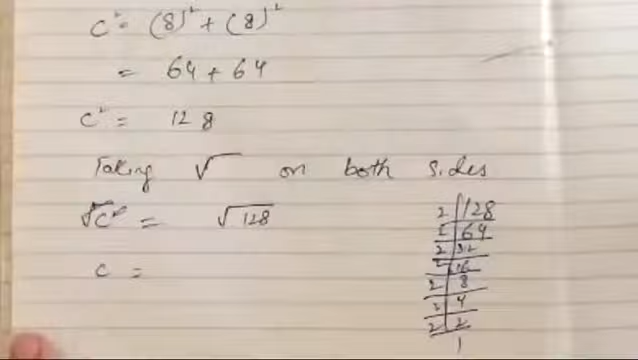 c² = (8)² + (8)²
= 64 + 64
c² = 128
Taking √ on both sides
√c² = √128
c =
2 | 128
2 | 64
2 | 32
2 | 16
2 | 8
2 | 4
2 | 2
1